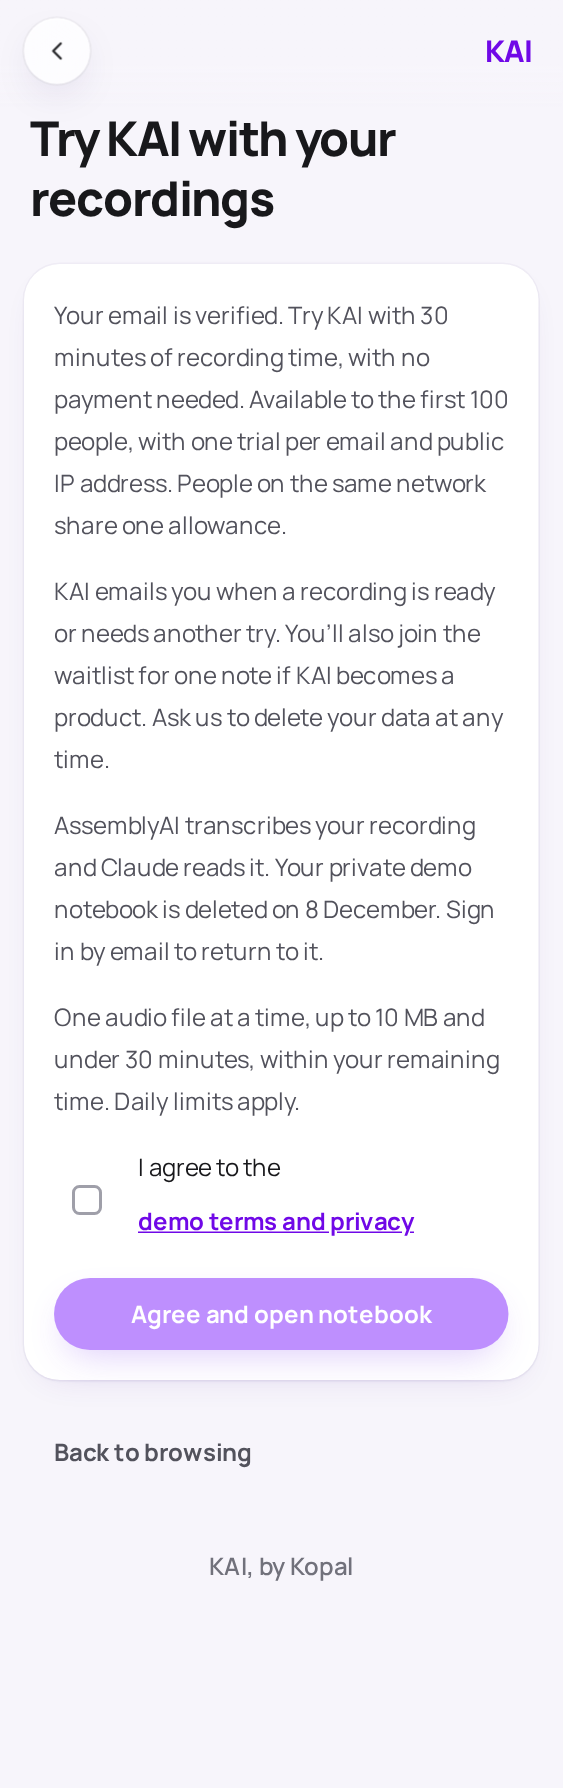 KAI
Try KAI with your
recordings
Your email is verified. Try KAI with 30
minutes of recording time, with no
payment needed. Available to the first 100
people, with one trial per email and public
IP address. People on the same network
share one allowance.
KAI emails you when a recording is ready
or needs another try. You’ll also join the
waitlist for one note if KAI becomes a
product. Ask us to delete your data at any
time.
AssemblyAI transcribes your recording
and Claude reads it. Your private demo
notebook is deleted on 8 December. Sign
in by email to return to it.
One audio file at a time, up to 10 MB and
under 30 minutes, within your remaining
time. Daily limits apply.
I agree to the
demo terms and privacy
Agree and open notebook
Back to browsing
KAI, by Kopal